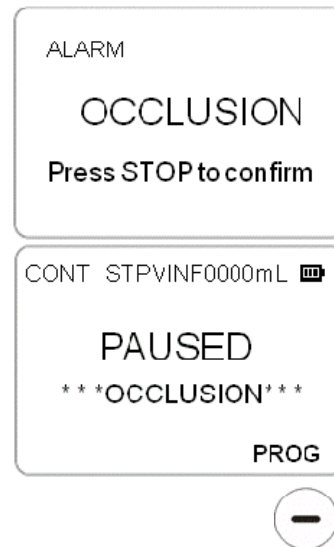 ALARM
OCCLUSION
Press STOP to confirm
CONT STPVINF0000mL
PAUSED
***OCCLUSION***
PROG